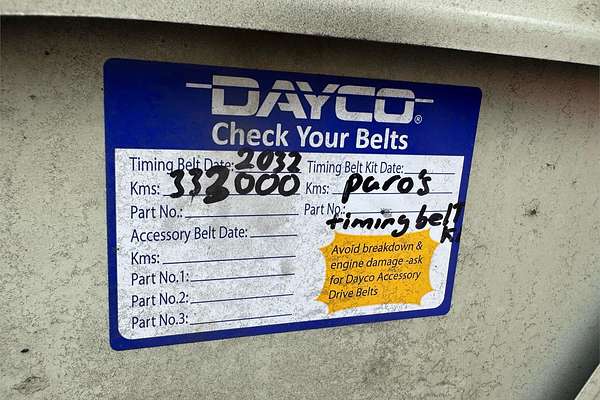 DAYCO®
Check Your Belts
Timing Belt Date: 2032 Timing Belt Kit Date:
Kms: 332000 Kms: paro's
Part No.: Part No.: timing belt
Accessory Belt Date:
Kms:
Part No.1:
Part No.2:
Part No.3:
Avoid breakdown &
engine damage -ask
for Dayco Accessory
Drive Belts